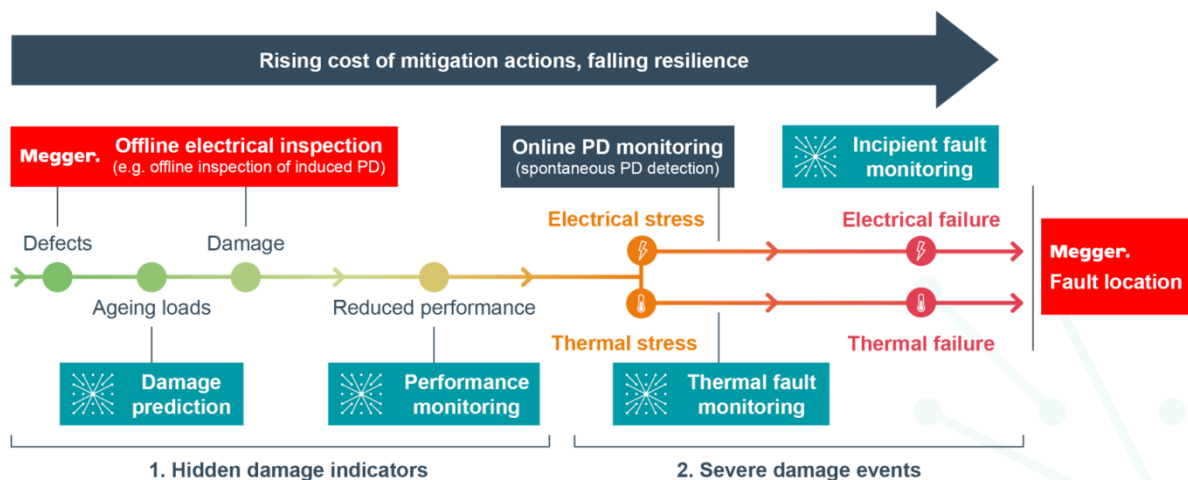 Rising cost of mitigation actions, falling resilience
Megger.
Offline electrical inspection
(e.g. offline inspection of induced PD)
Online PD monitoring
(spontaneous PD detection)
Incipient fault
monitoring
Defects
Damage
Electrical stress
Electrical failure
Megger.
Fault location
Ageing loads
Reduced performance
Thermal stress
Thermal failure
Damage
prediction
Performance
monitoring
Thermal fault
monitoring
1. Hidden damage indicators
2. Severe damage events